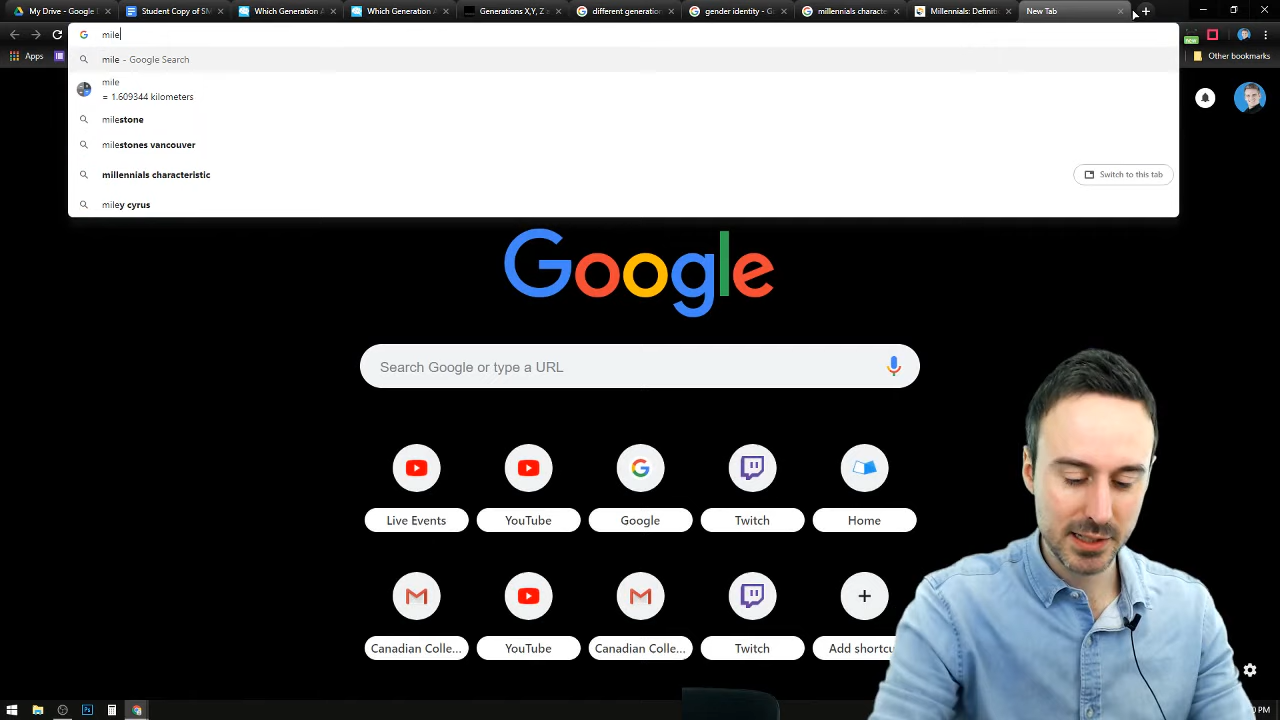 My Drive - Google
Student Copy of SM
Which Generation A
Which Generation A
Generations X,Y, Z
different generation
gender identity - G
millennials characte
Millennials: Definiti
New Tab
mile
mile - Google Search
mile
= 1.609344 kilometers
milestone
milestones vancouver
millennials characteristic
Switch to this tab
miley cyrus
Apps
new
Other bookmarks
Google
Search Google or type a URL
Live Events
YouTube
Google
Twitch
Home
Canadian Colle...
YouTube
Canadian Colle...
Twitch
Add shortcu
PM